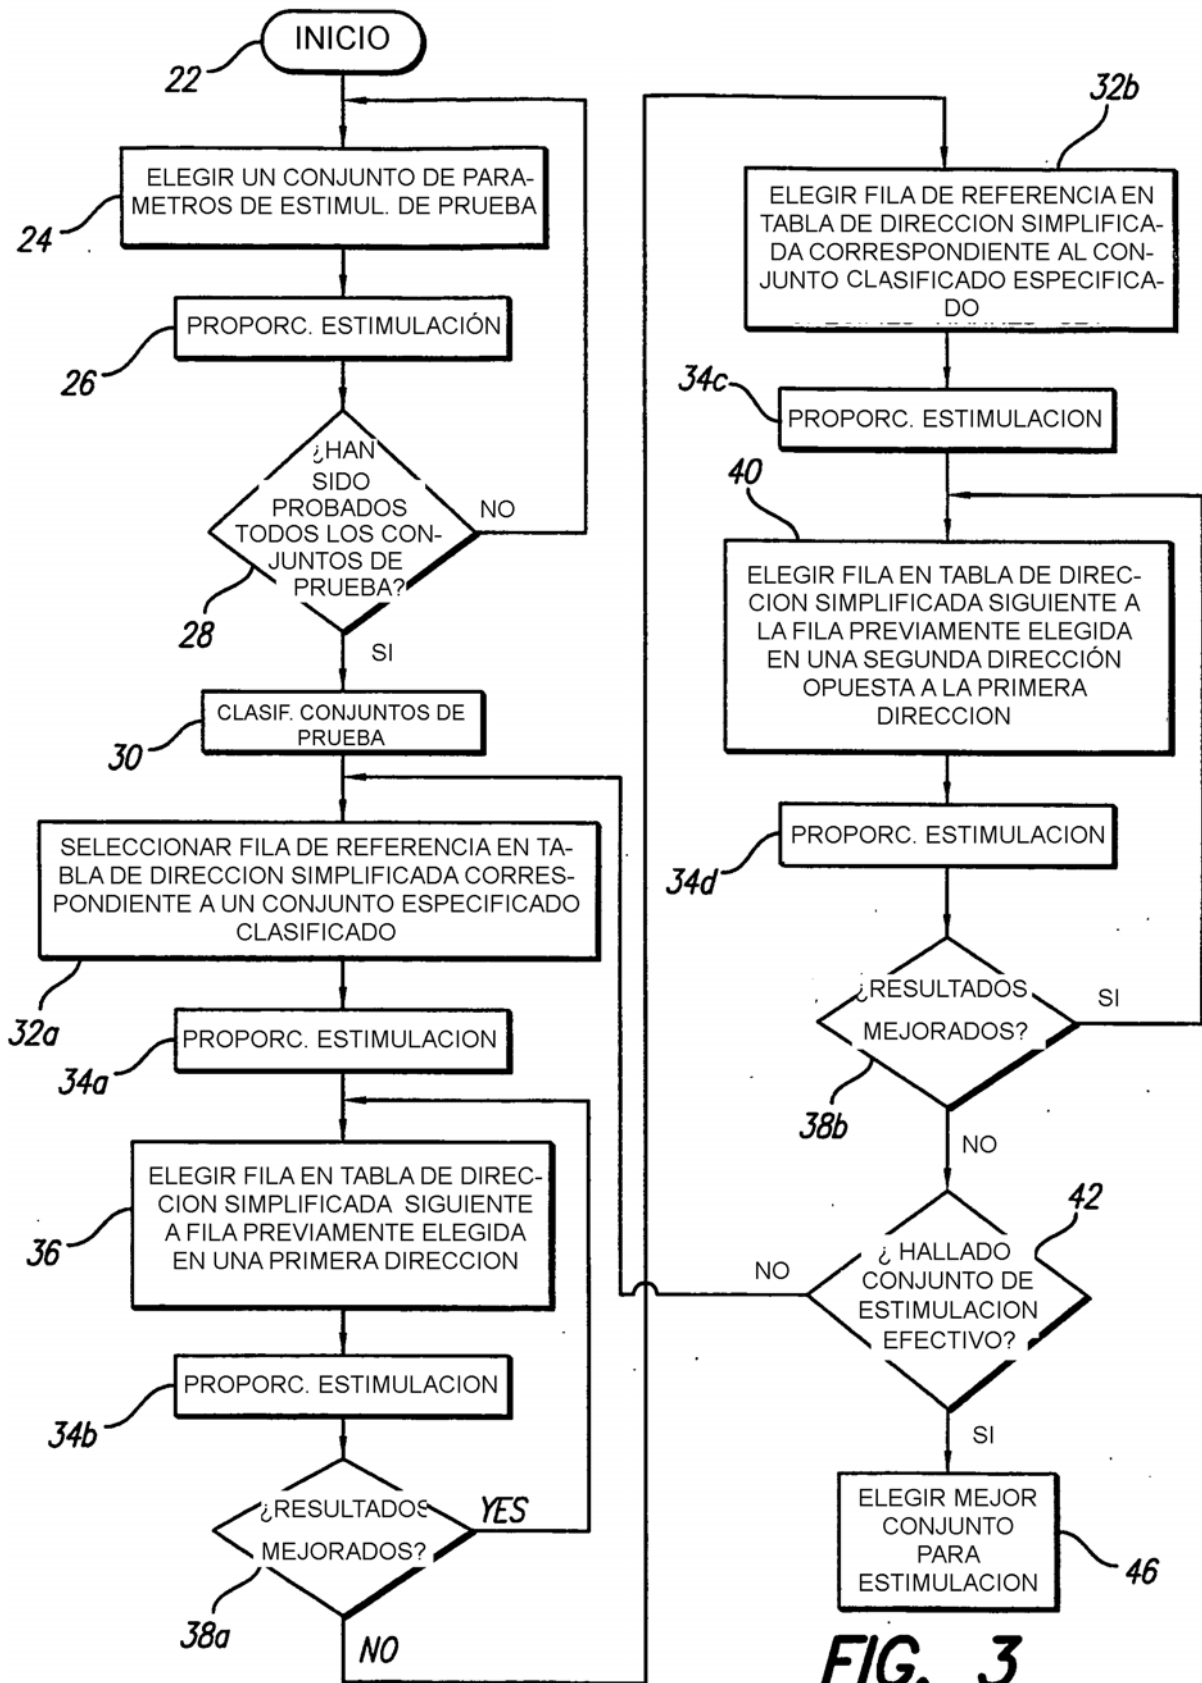 INICIO
22
ELEGIR UN CONJUNTO DE PARA-
METROS DE ESTIMUL. DE PRUEBA
24
PROPORC. ESTIMULACIÓN
26
¿HAN
SIDO
PROBADOS
TODOS LOS CON-
JUNTOS DE
PRUEBA?
NO
28
SI
CLASIF. CONJUNTOS DE
PRUEBA
30
SELECCIONAR FILA DE REFERENCIA EN TA-
BLA DE DIRECCION SIMPLIFICADA CORRES-
PONDIENTE A UN CONJUNTO ESPECIFICADO
CLASIFICADO
32a
PROPORC. ESTIMULACION
34a
ELEGIR FILA EN TABLA DE DIREC-
CION SIMPLIFICADA SIGUIENTE
A FILA PREVIAMENTE ELEGIDA
EN UNA PRIMERA DIRECCION
36
PROPORC. ESTIMULACION
34b
¿RESULTADOS
MEJORADOS?
YES
38a
NO
32b
ELEGIR FILA DE REFERENCIA EN
TABLA DE DIRECCION SIMPLIFICA-
DA CORRESPONDIENTE AL CON-
JUNTO CLASIFICADO ESPECIFICA-
DO
34c
PROPORC. ESTIMULACION
40
ELEGIR FILA EN TABLA DE DIREC-
CION SIMPLIFICADA SIGUIENTE A
LA FILA PREVIAMENTE ELEGIDA
EN UNA SEGUNDA DIRECCIÓN
OPUESTA A LA PRIMERA
DIRECCION
PROPORC. ESTIMULACION
34d
¿RESULTADOS
MEJORADOS?
SI
38b
NO
42
¿ HALLADO
CONJUNTO DE
ESTIMULACION
EFECTIVO?
NO
SI
ELEGIR MEJOR
CONJUNTO
PARA
ESTIMULACION
46
FIG. 3